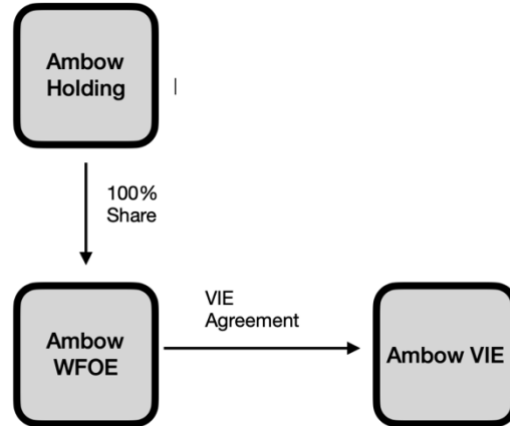 Ambow
Holding
100%
Share
VIE
Agreement
Ambow
WFOE
Ambow VIE